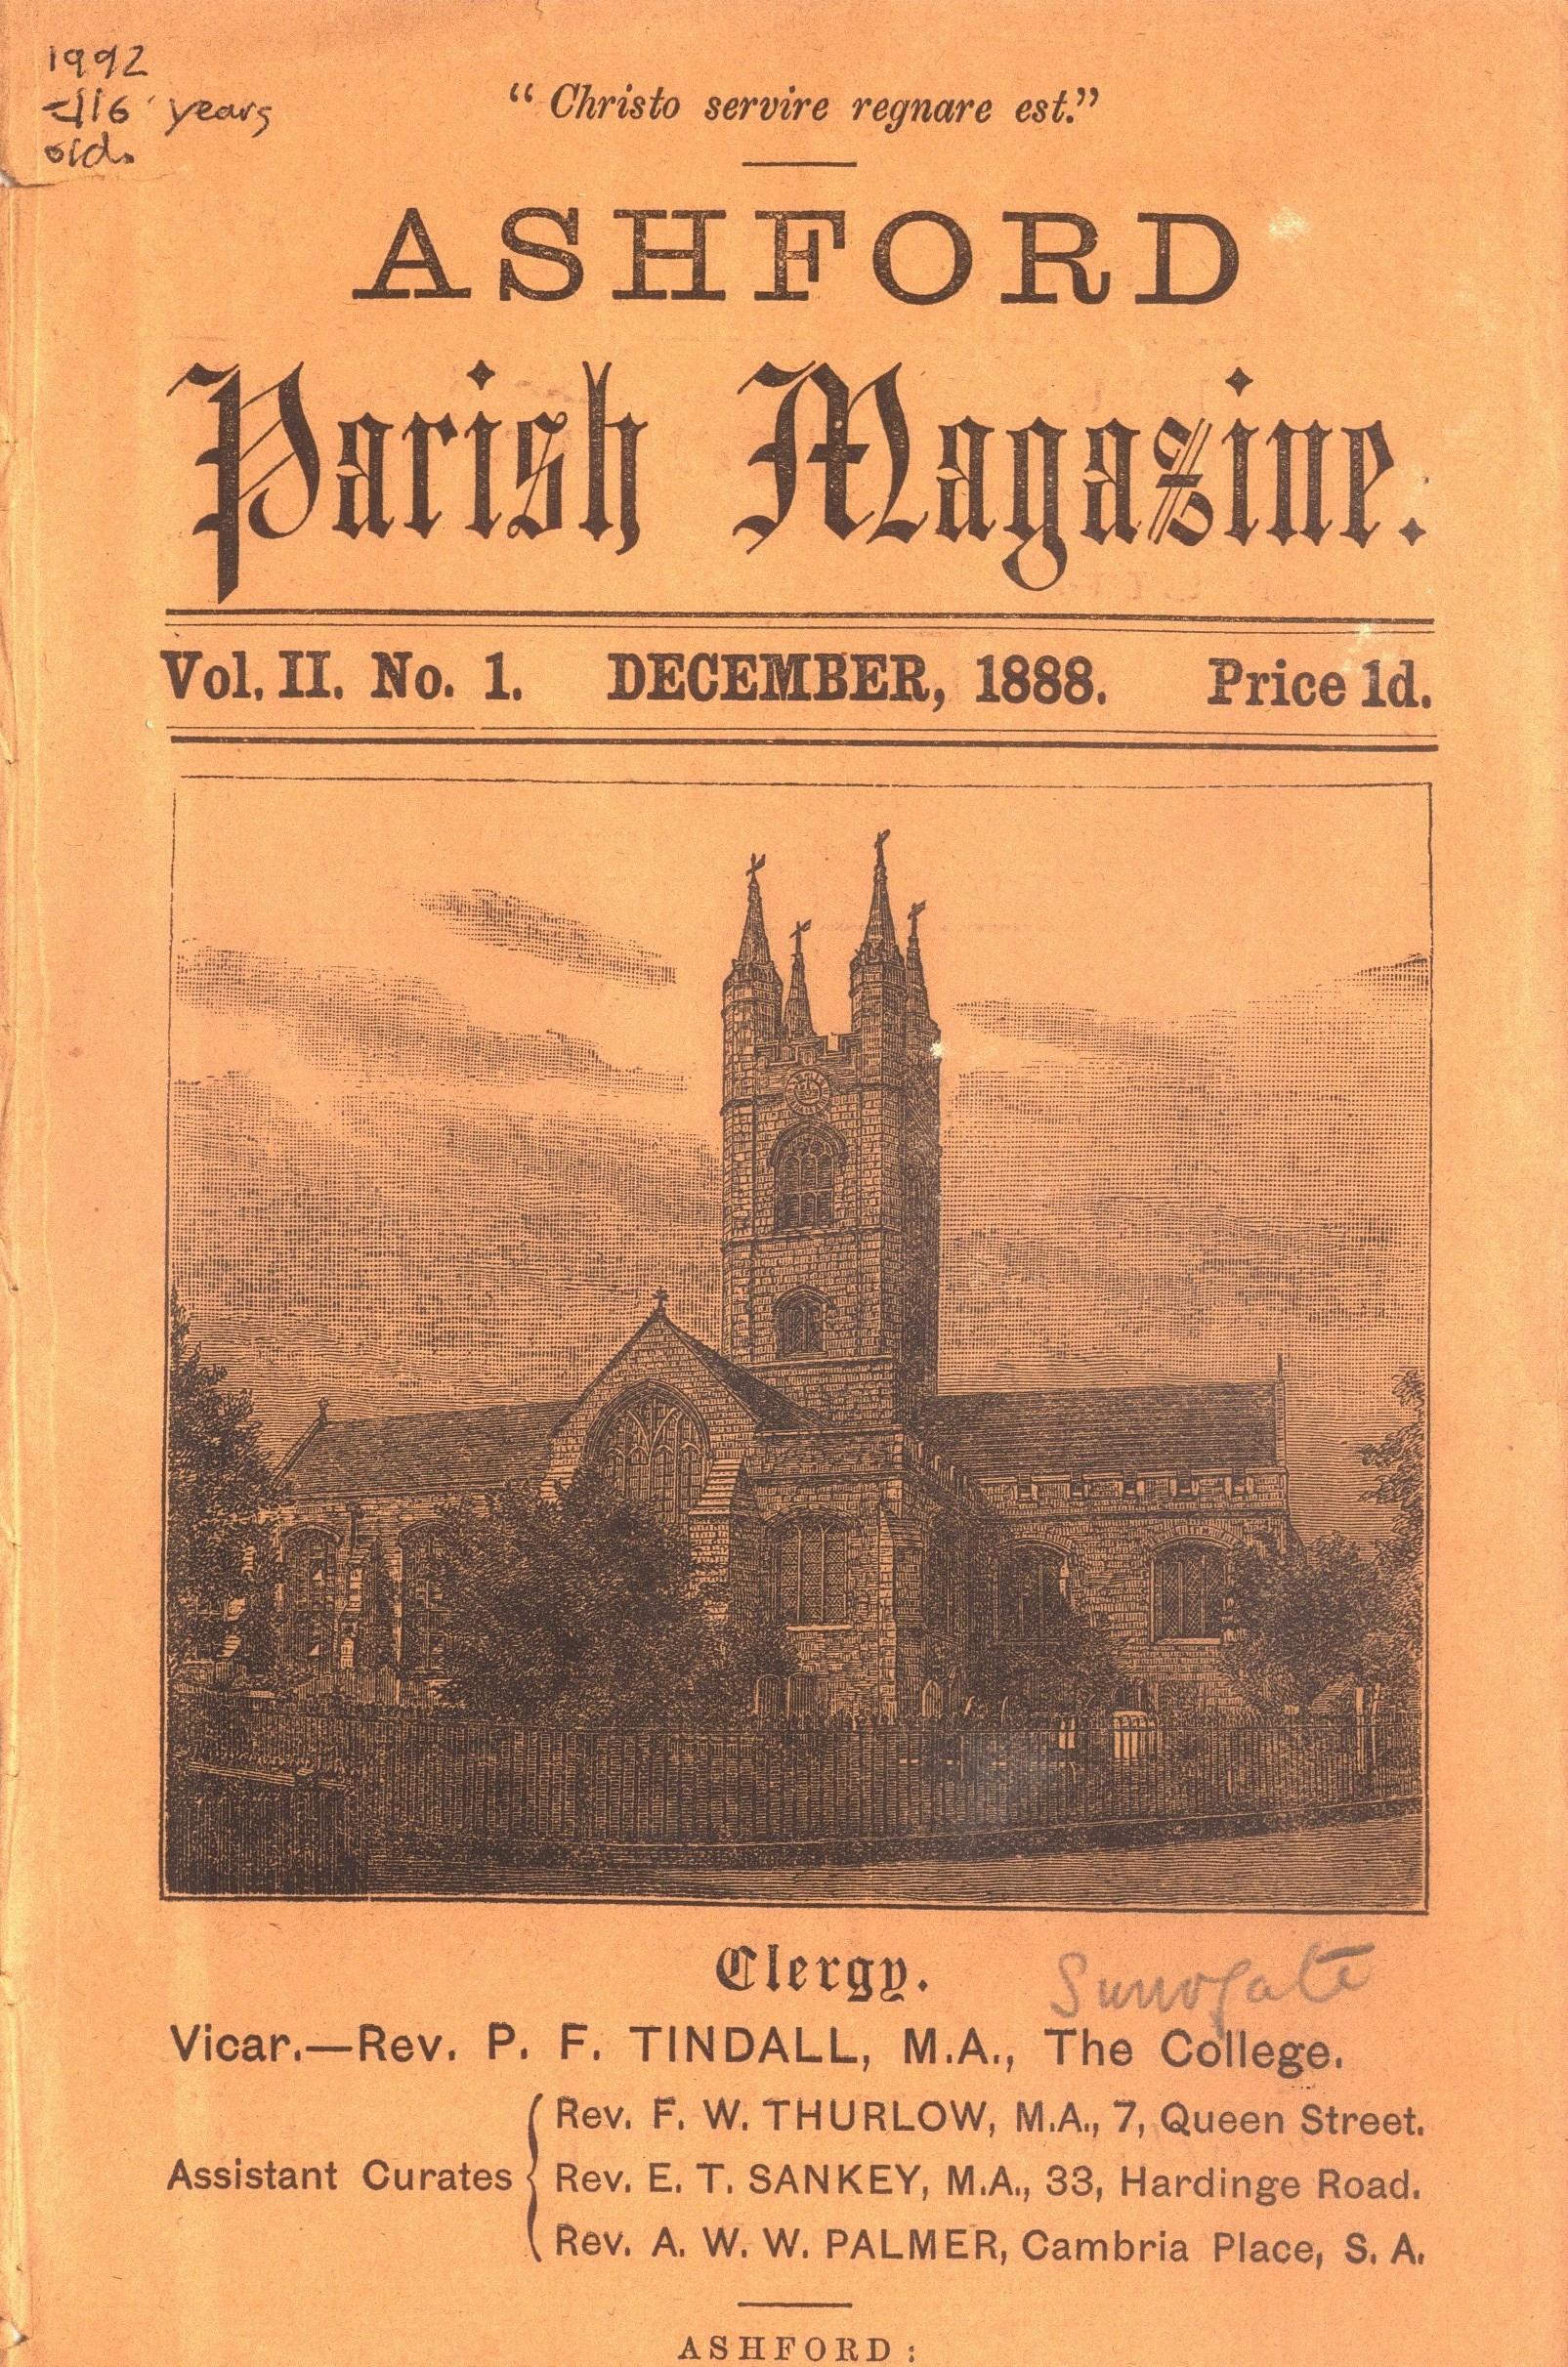 1992
=116 years
old.
“Christo servire regnare est.”
ASHFORD
Parish Magazine.
Vol. II. No. 1. DECEMBER, 1888. Price 1d.
Clergy.
Surrogate
Vicar.—Rev. P. F. TINDALL, M.A., The College.
Rev. F. W. THURLOW, M.A., 7, Queen Street.
Assistant Curates { Rev. E. T. SANKEY, M.A., 33, Hardinge Road.
Rev. A. W. W. PALMER, Cambria Place, S. A.
ASHFORD: